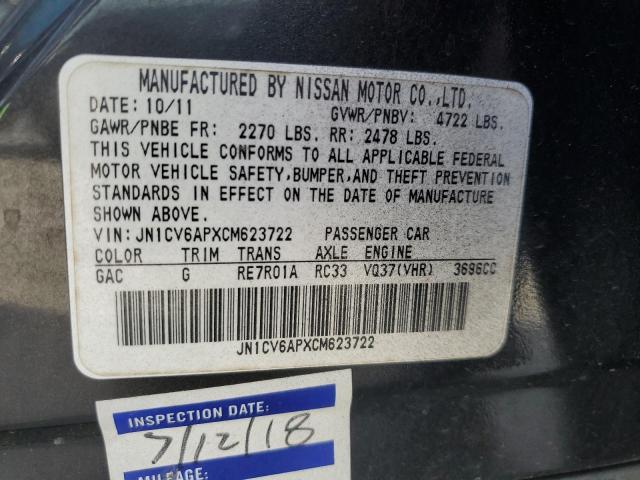 MANUFACTURED BY NISSAN MOTOR CO.,LTD.
DATE: 10/11 GVWR/PNBV: 4722 LBS.
GAWR/PNBE FR: 2270 LBS. RR: 2478 LBS.
THIS VEHICLE CONFORMS TO ALL APPLICABLE FEDERAL
MOTOR VEHICLE SAFETY,BUMPER,AND THEFT PREVENTION
STANDARDS IN EFFECT ON THE DATE OF MANUFACTURE
SHOWN ABOVE.
VIN: JN1CV6APXCM623722 PASSENGER CAR
COLOR TRIM TRANS AXLE ENGINE
GAC G RE7R01A RC33 VQ37(VHR) 3696CC
JN1CV6APXCM623722
INSPECTION DATE:
7/12/18
MILEAGE: